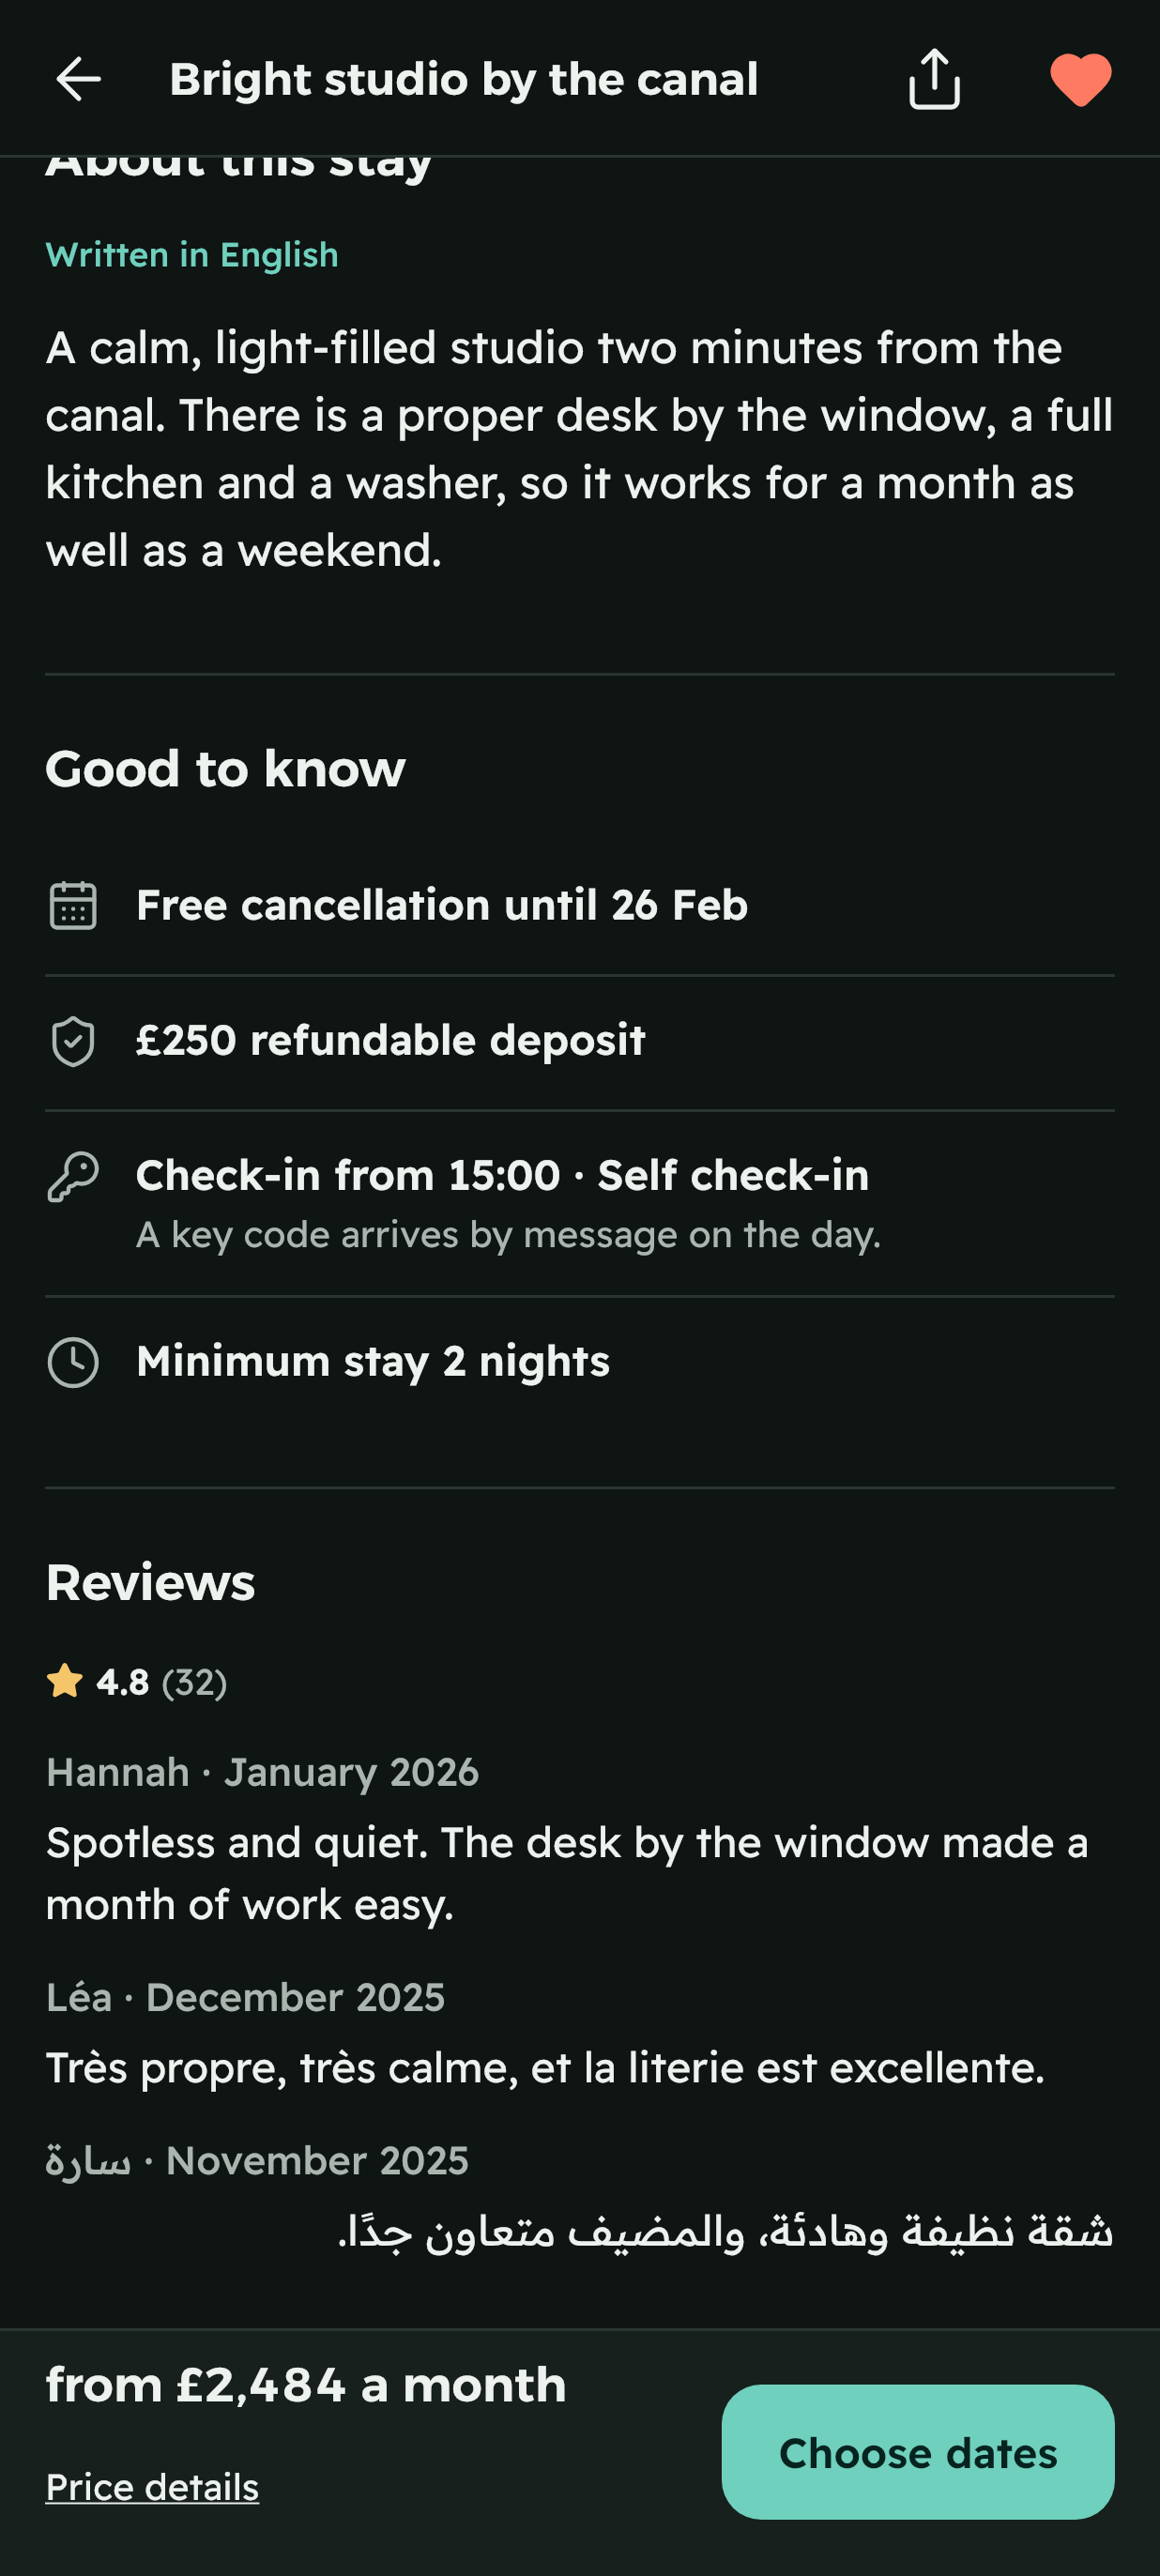 Bright studio by the canal
About this stay
Written in English
A calm, light-filled studio two minutes from the
canal. There is a proper desk by the window, a full
kitchen and a washer, so it works for a month as
well as a weekend.
Good to know
Free cancellation until 26 Feb
£250 refundable deposit
Check-in from 15:00 · Self check-in
A key code arrives by message on the day.
Minimum stay 2 nights
Reviews
4.8 (32)
Hannah · January 2026
Spotless and quiet. The desk by the window made a
month of work easy.
Léa · December 2025
Très propre, très calme, et la literie est excellente.
سارة · November 2025
شقة نظيفة وهادئة، والمضيف متعاون جدًا.
from £2,484 a month
Price details
Choose dates